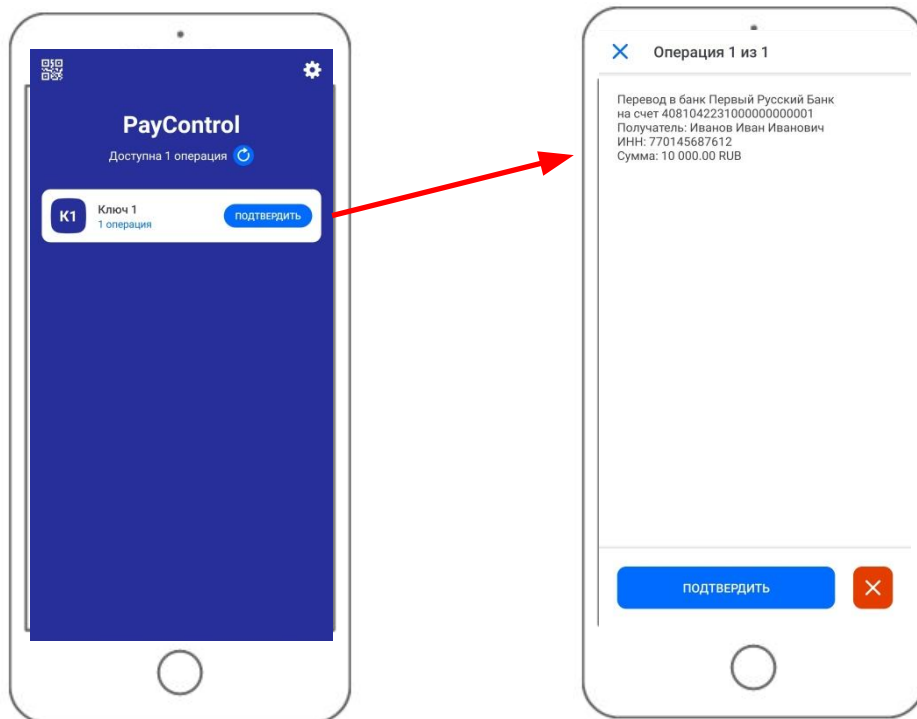 PayControl
Доступна 1 операция
К1
Ключ 1
1 операция
ПОДТВЕРДИТЬ
Операция 1 из 1
Перевод в банк Первый Русский Банк
на счет 4081042231000000000001
Получатель: Иванов Иван Иванович
ИНН: 770145687612
Сумма: 10 000.00 RUB
ПОДТВЕРДИТЬ